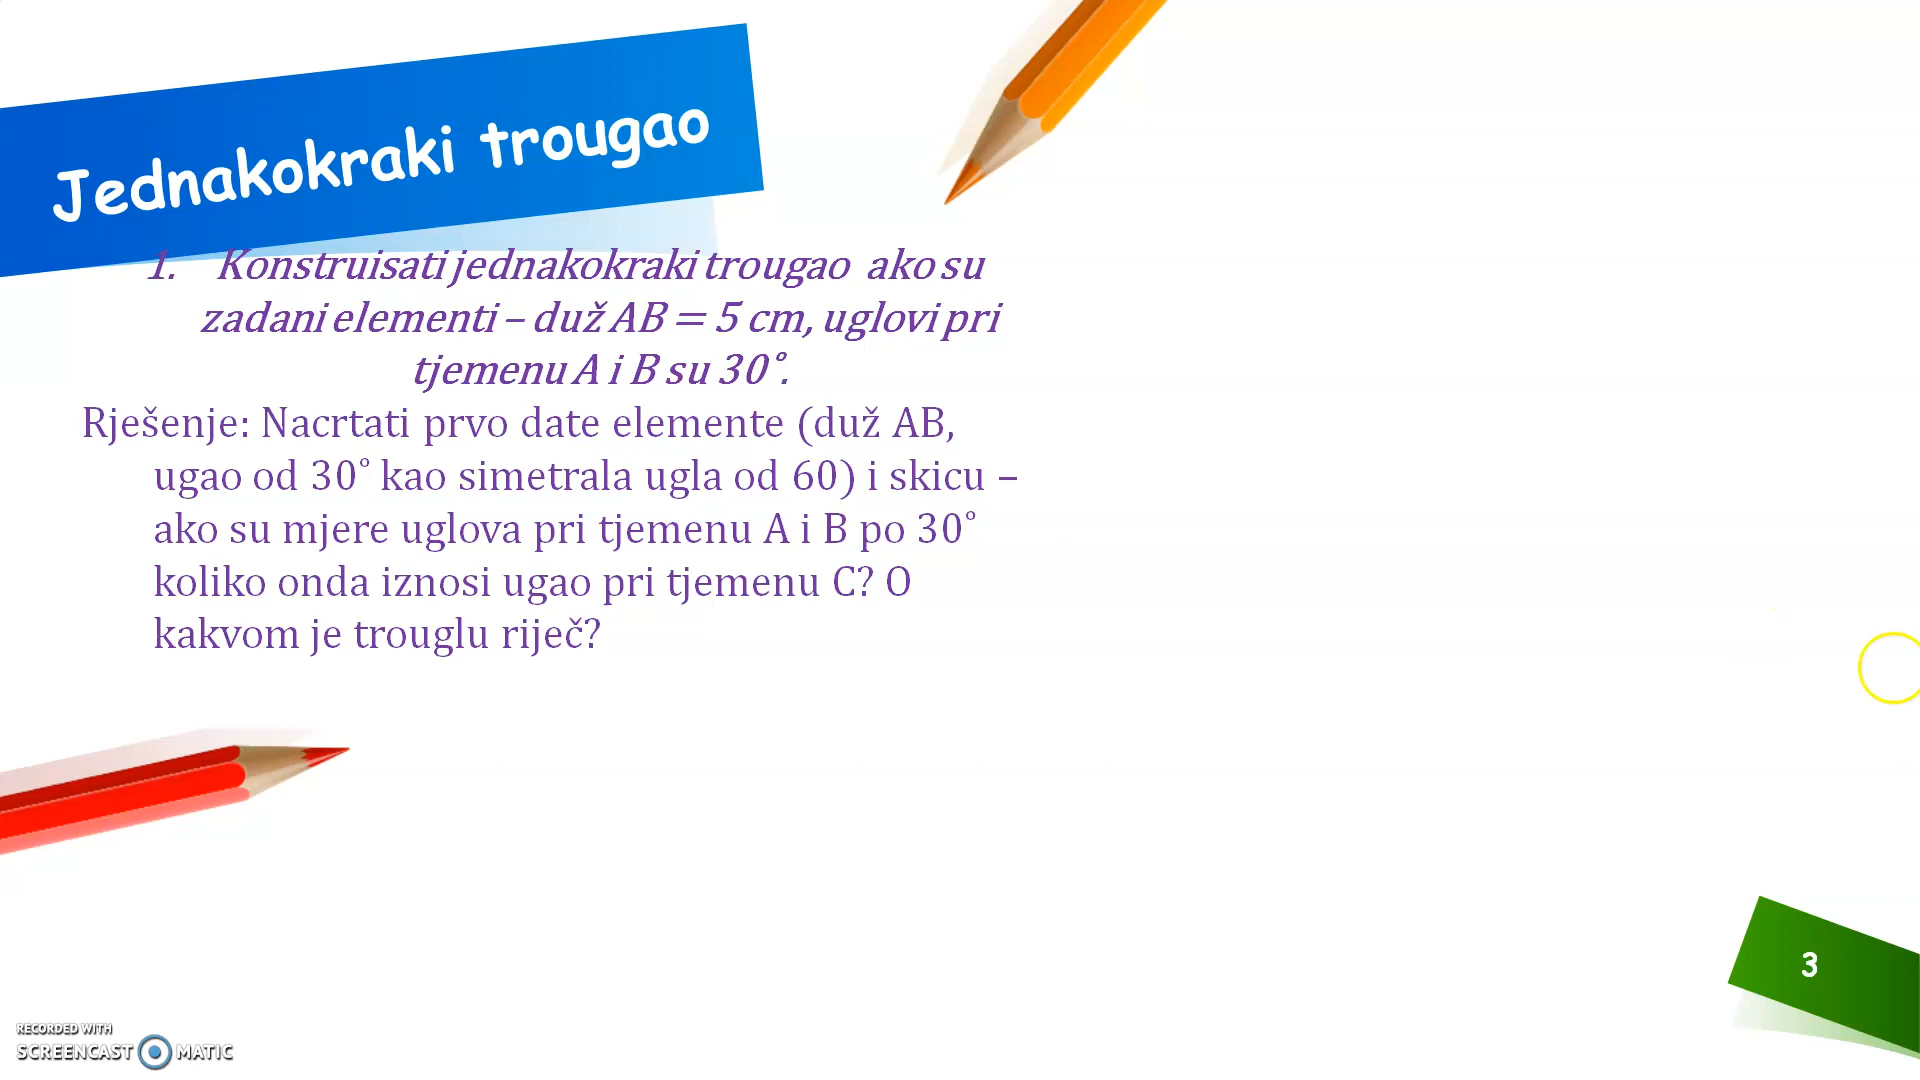 Jednakokraki trougao
1. Konstruisati jednakokraki trougao ako su
zadani elementi – duž AB = 5 cm, uglovi pri
tjemenu A i B su 30˚.
Rješenje: Nacrtati prvo date elemente (duž AB,
ugao od 30˚ kao simetrala ugla od 60) i skicu –
ako su mjere uglova pri tjemenu A i B po 30˚
koliko onda iznosi ugao pri tjemenu C? O
kakvom je trouglu riječ?
3
RECORDED WITH
SCREENCAST MATIC